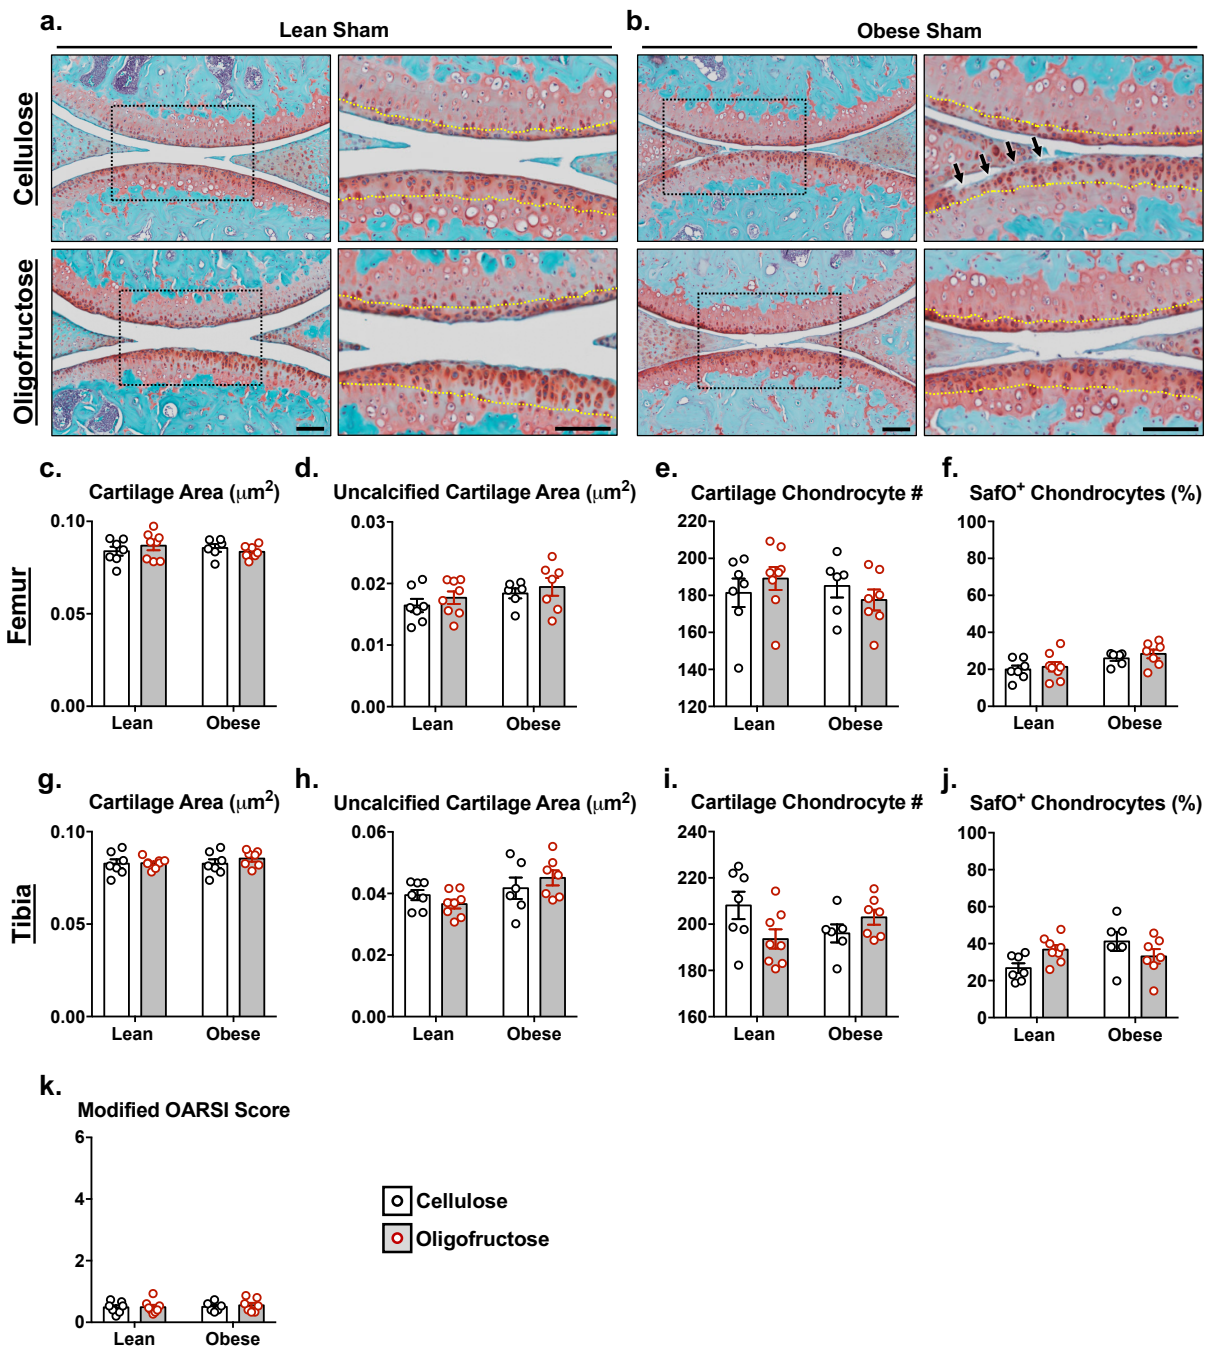 a.
Lean Sham
b.
Obese Sham
Cellulose
Oligofructose
c.
Cartilage Area (μm²)
d.
Uncalcified Cartilage Area (μm²)
e.
Cartilage Chondrocyte #
f.
SafO⁺ Chondrocytes (%)
Femur
0.10
0.05
0.00
Lean
Obese
0.03
0.02
0.01
0.00
Lean
Obese
220
200
180
160
140
120
Lean
Obese
100
80
60
40
20
0
Lean
Obese
g.
Cartilage Area (μm²)
h.
Uncalcified Cartilage Area (μm²)
i.
Cartilage Chondrocyte #
j.
SafO⁺ Chondrocytes (%)
Tibia
0.10
0.05
0.00
Lean
Obese
0.06
0.04
0.02
0.00
Lean
Obese
240
220
200
180
160
Lean
Obese
100
80
60
40
20
0
Lean
Obese
k.
Modified OARSI Score
6
4
2
0
Lean
Obese
Cellulose
Oligofructose